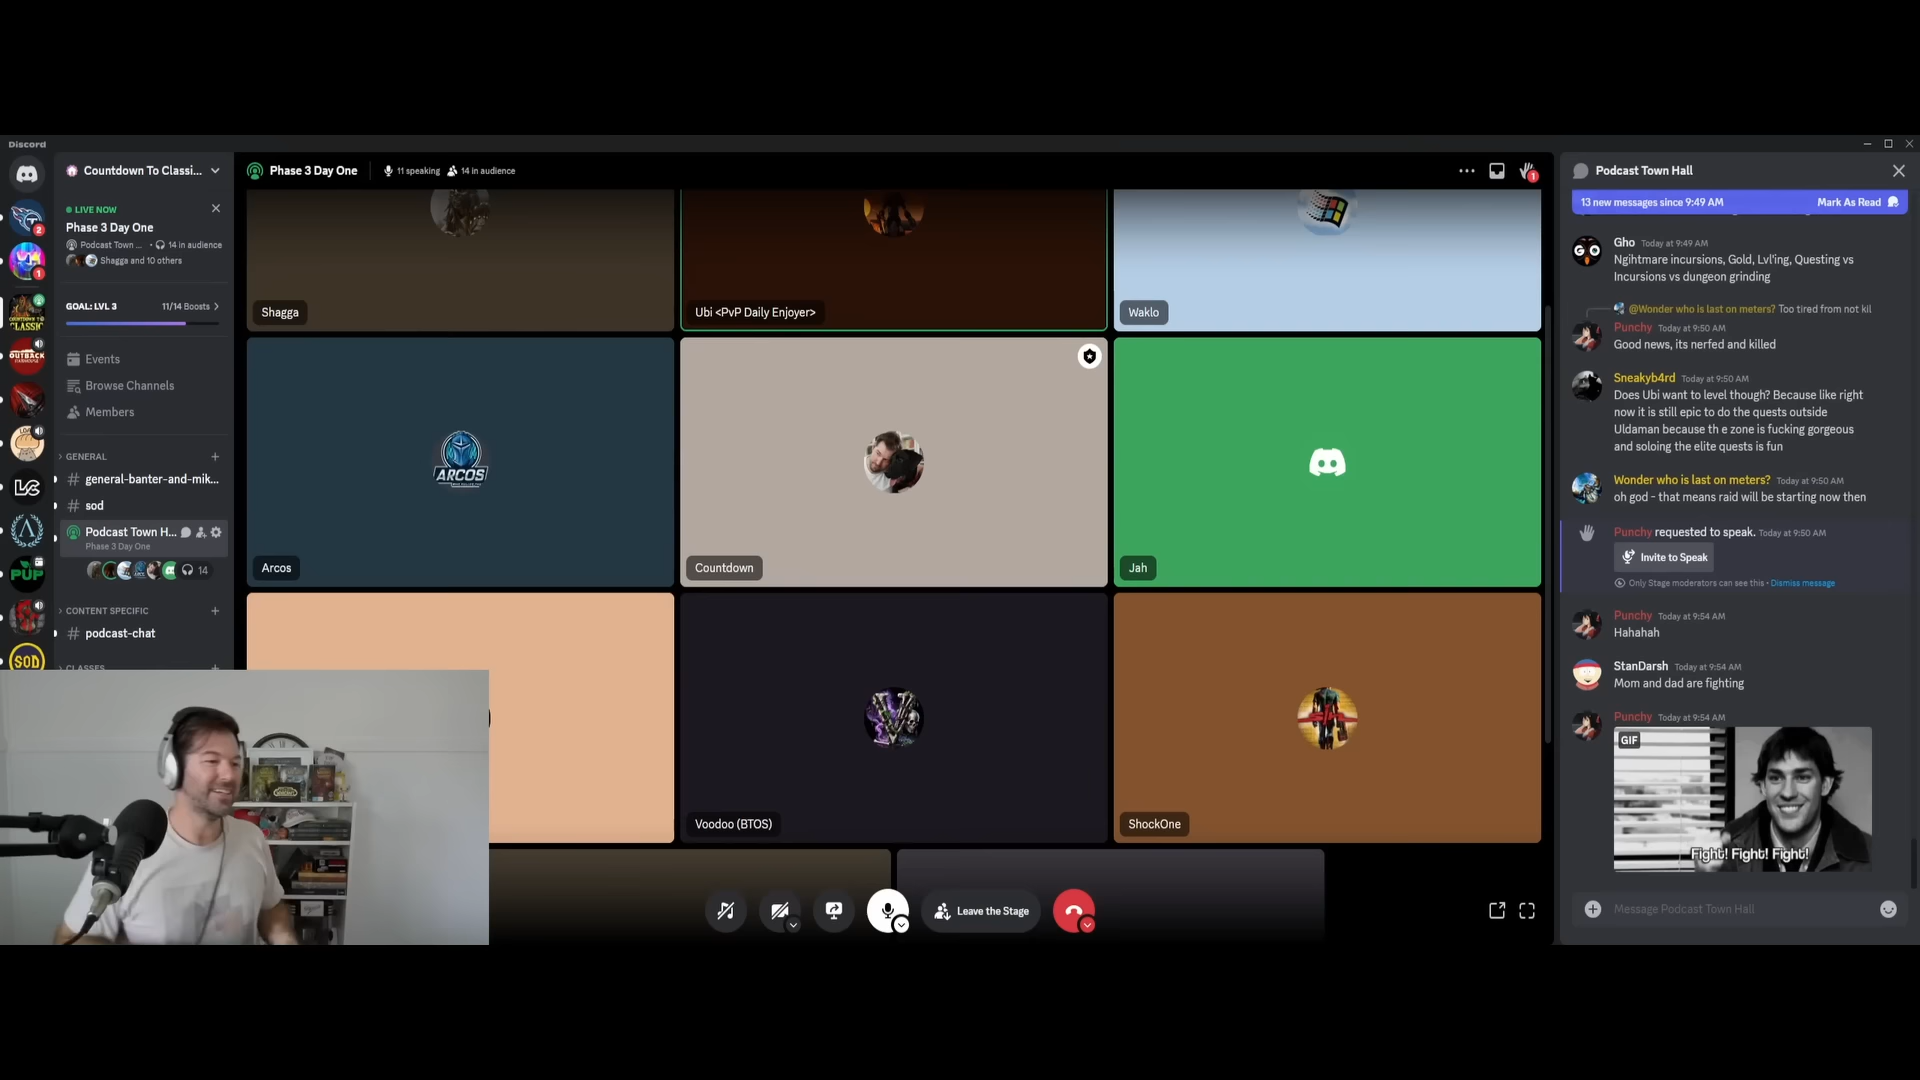 Discord
Countdown To Classi...
LIVE NOW
Phase 3 Day One
Podcast Town ... • 14 in audience
Shagga and 10 others
GOAL: LVL 3 11/14 Boosts
Events
Browse Channels
Members
GENERAL
general-banter-and-mik...
sod
Podcast Town H...
Phase 3 Day One
14
CONTENT SPECIFIC
podcast-chat
CLASSES
2
1
COUNTDOWN TO
CLASSIC
OUTBACK
PUP
SOD
Phase 3 Day One 11 speaking 14 in audience
1
Shagga
Ubi <PvP Daily Enjoyer>
Waklo
ARCOS
Arcos
Countdown
Jah
Voodoo (BTOS)
ShockOne
Leave the Stage
Podcast Town Hall
13 new messages since 9:49 AM Mark As Read
Gho Today at 9:49 AM
Ngihtmare incursions, Gold, Lvl'ing, Questing vs
Incursions vs dungeon grinding
@Wonder who is last on meters? Too tired from not kil
Punchy Today at 9:50 AM
Good news, its nerfed and killed
Sneakyb4rd Today at 9:50 AM
Does Ubi want to level though? Because like right
now it is still epic to do the quests outside
Uldaman because th e zone is fucking gorgeous
and soloing the elite quests is fun
Wonder who is last on meters? Today at 9:50 AM
oh god - that means raid will be starting now then
Punchy requested to speak. Today at 9:50 AM
Invite to Speak
Only Stage moderators can see this • Dismiss message
Punchy Today at 9:54 AM
Hahahah
StanDarsh Today at 9:54 AM
Mom and dad are fighting
Punchy Today at 9:54 AM
GIF
Fight! Fight! Fight!
Message Podcast Town Hall